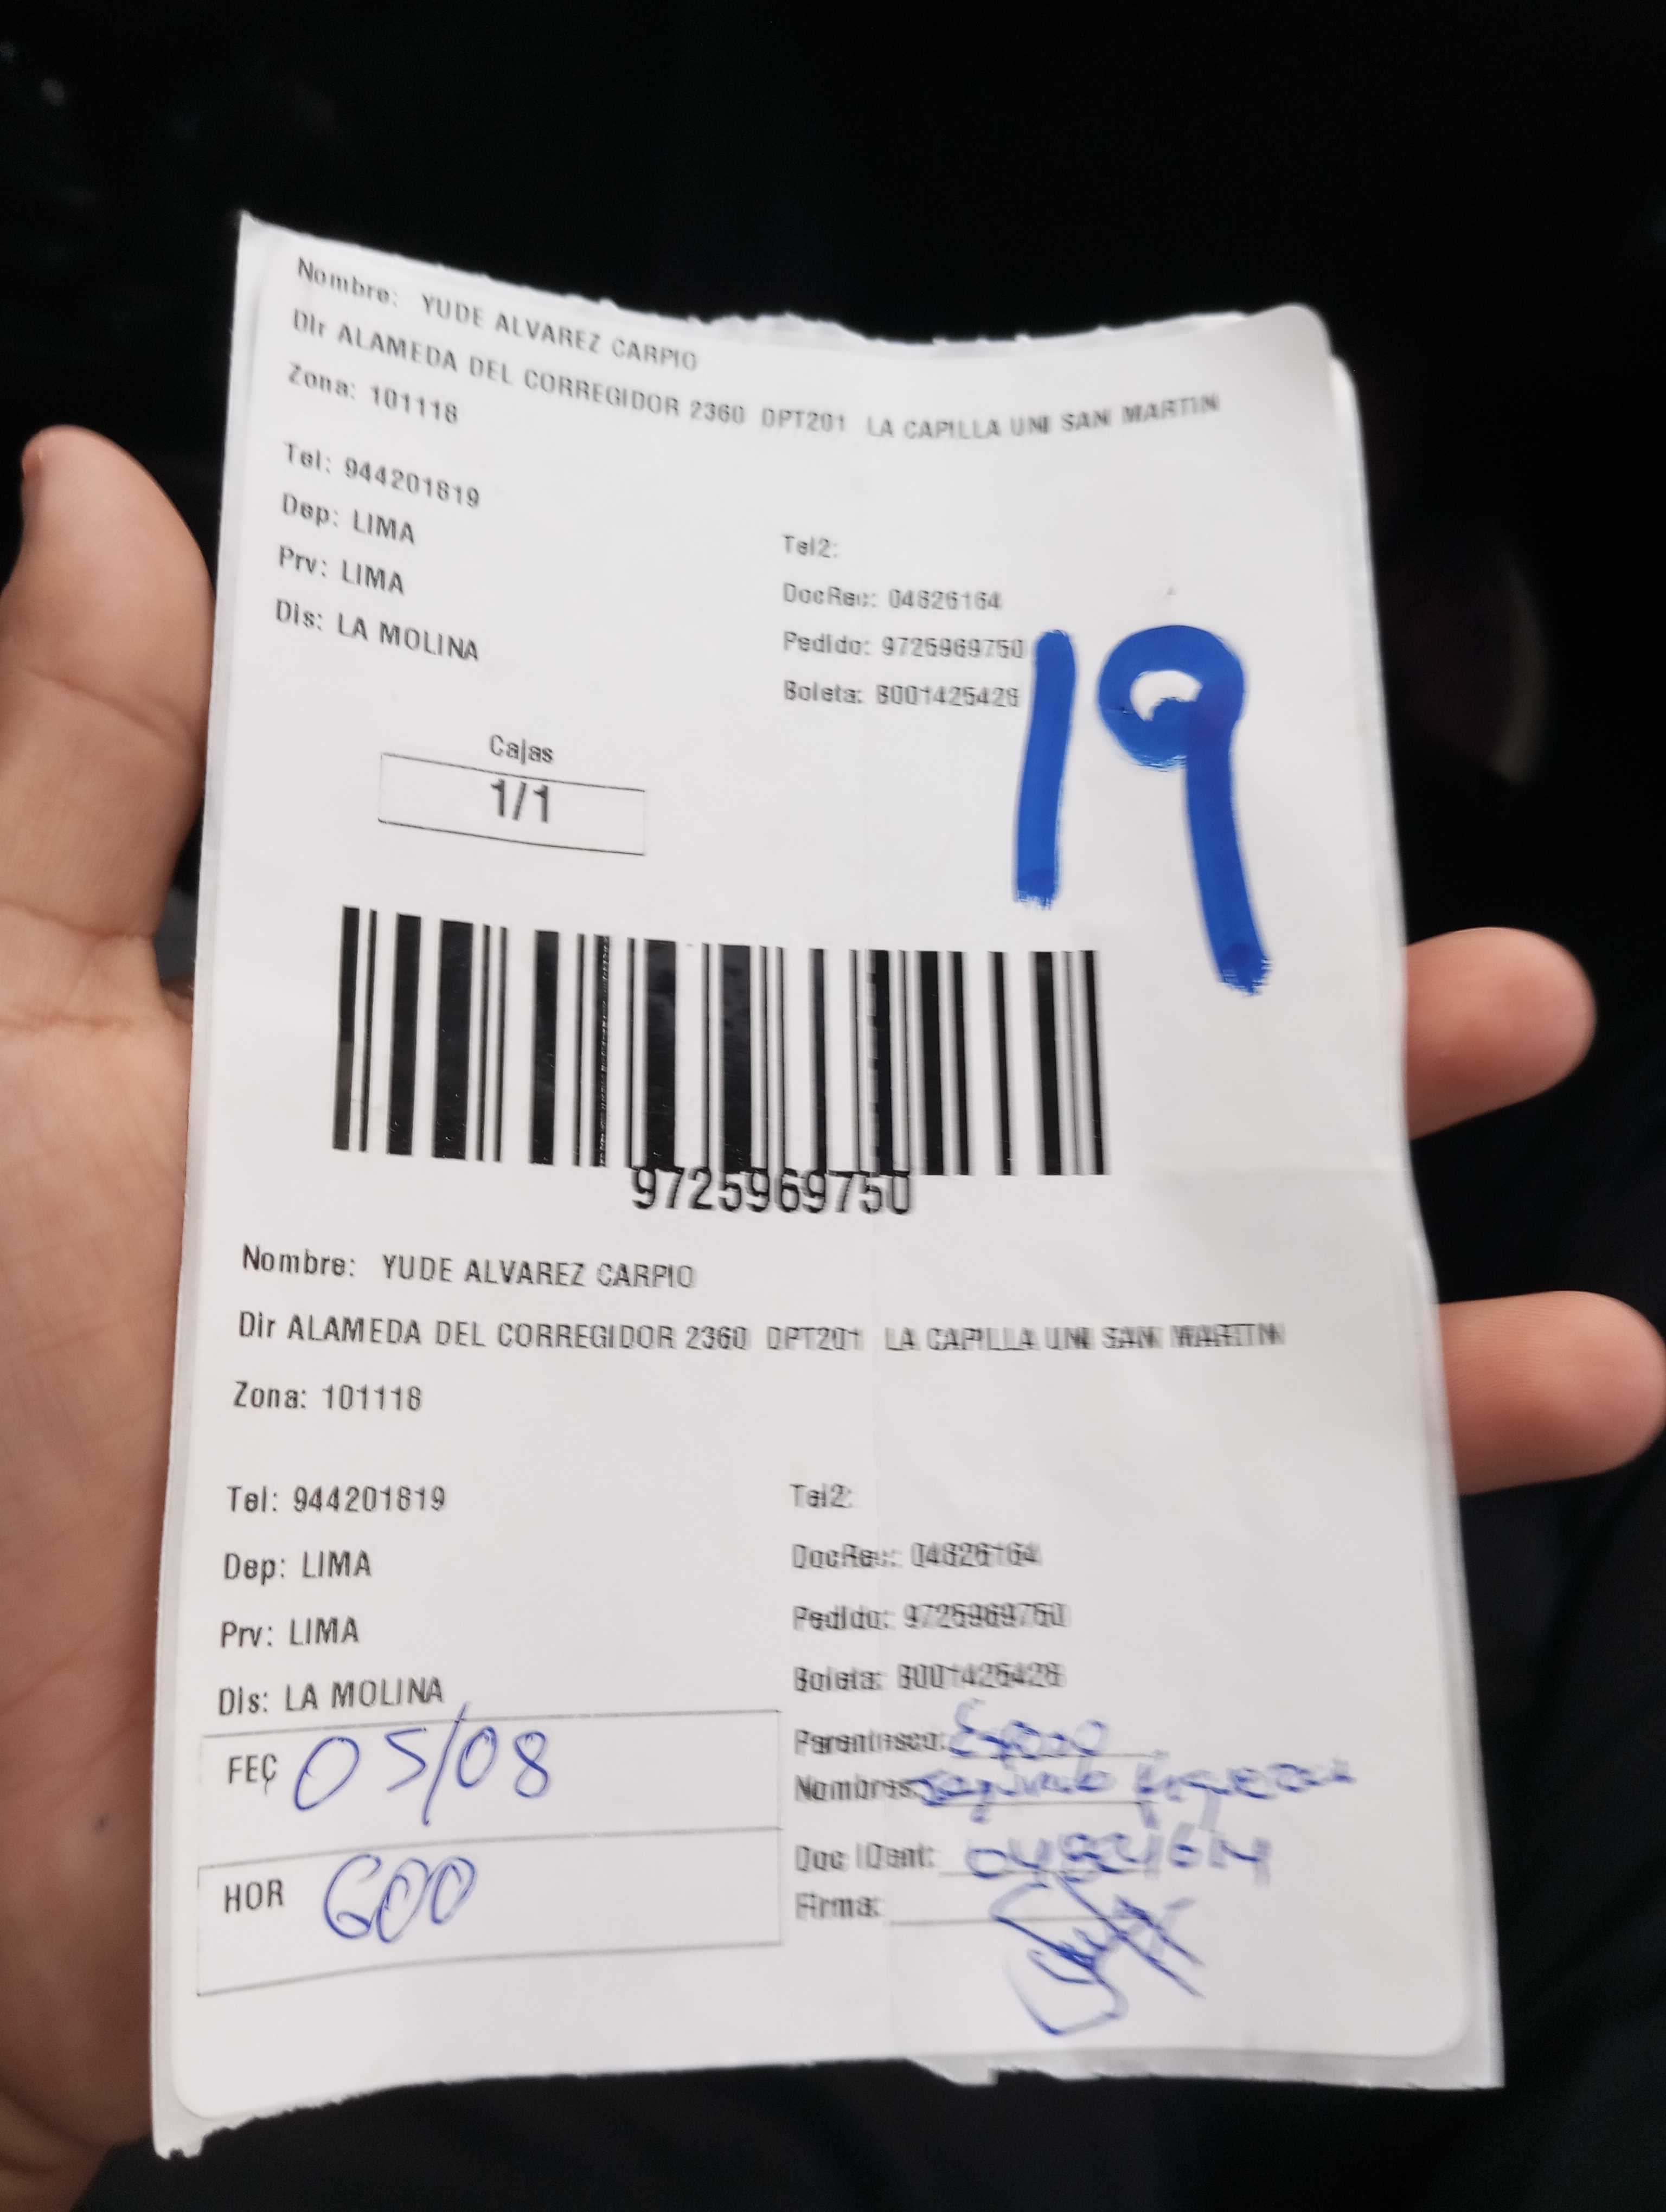 Nombre: YUDE ALVAREZ CARPIO
Dir ALAMEDA DEL CORREGIDOR 2360 DPT201 LA CAPILLA UNI SAN MARTIN
Zona: 101118
Tel: 944201819
Dep: LIMA
Prv: LIMA
Dis: LA MOLINA
Tel2:
DocRec: 04826164
Pedido: 9725969750
Boleta: B001425428
19
Cajas
1/1
9725969750
Nombre: YUDE ALVAREZ CARPIO
Dir ALAMEDA DEL CORREGIDOR 2360 DPT201 LA CAPILLA UNI SAN MARTIN
Zona: 101118
Tel: 944201819
Dep: LIMA
Prv: LIMA
Dis: LA MOLINA
Tel2:
DocRec: 04826164
Pedido: 9725969750
Boleta: B001425428
FEC 05/08
HOR 600
Parentesco:
Nombres:
Doc IDent:
Firma: